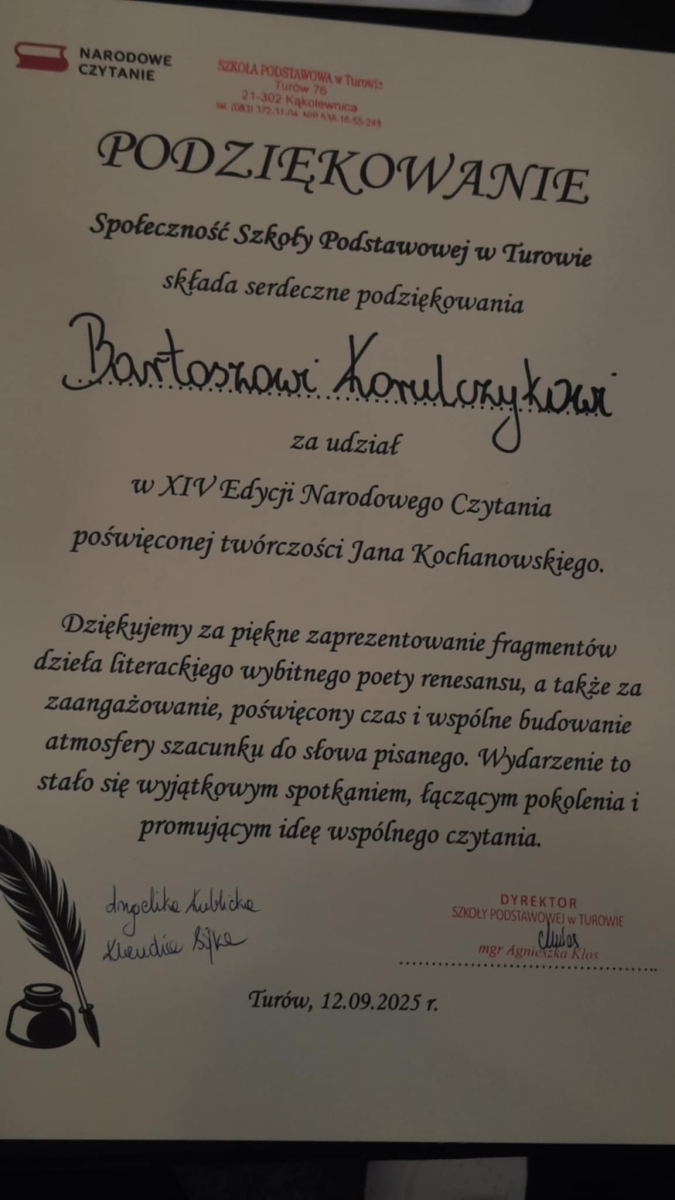 NARODOWE
CZYTANIE
SZKOŁA PODSTAWOWA w Turowie
Turów 76
21-302 Kąkolewnica
PODZIĘKOWANIE
Społeczność Szkoły Podstawowej w Turowie
składa serdeczne podziękowania
Bartoszowi Korulczykowi
za udział
w XIV Edycji Narodowego Czytania
poświęconej twórczości Jana Kochanowskiego.
Dziękujemy za piękne zaprezentowanie fragmentów
dzieła literackiego wybitnego poety renesansu, a także za
zaangażowanie, poświęcony czas i wspólne budowanie
atmosfery szacunku do słowa pisanego. Wydarzenie to
stało się wyjątkowym spotkaniem, łączącym pokolenia i
promującym ideę wspólnego czytania.
Angelika Kublicka
Klaudia
DYREKTOR
SZKOŁY PODSTAWOWEJ w TUROWIE
mgr Agnieszka Kłos
Turów, 12.09.2025 r.